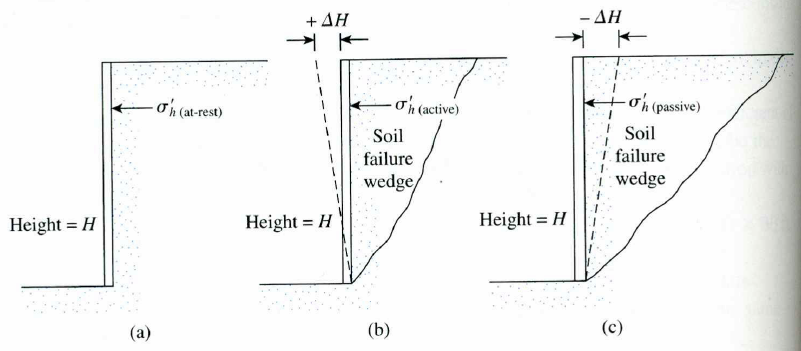 + ΔH
− ΔH
σ′h (at-rest)
σ′h (active)
σ′h (passive)
Soil
failure
wedge
Soil
failure
wedge
Height = H
Height = H
Height = H
(a)
(b)
(c)